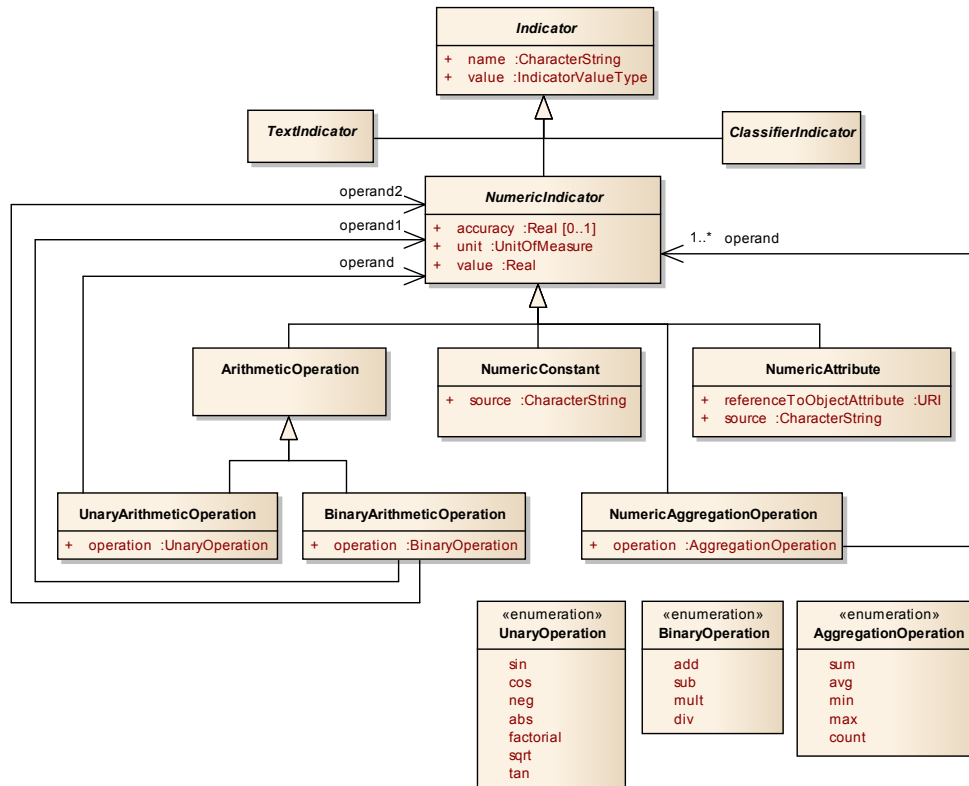 Indicator
+ name :CharacterString
+ value :IndicatorValueType
TextIndicator
ClassifierIndicator
operand2
operand1
operand
NumericIndicator
+ accuracy :Real [0..1]
+ unit :UnitOfMeasure
+ value :Real
1..* operand
ArithmeticOperation
NumericConstant
+ source :CharacterString
NumericAttribute
+ referenceToObjectAttribute :URI
+ source :CharacterString
UnaryArithmeticOperation
+ operation :UnaryOperation
BinaryArithmeticOperation
+ operation :BinaryOperation
NumericAggregationOperation
+ operation :AggregationOperation
«enumeration»
UnaryOperation
sin
cos
neg
abs
factorial
sqrt
tan
«enumeration»
BinaryOperation
add
sub
mult
div
«enumeration»
AggregationOperation
sum
avg
min
max
count